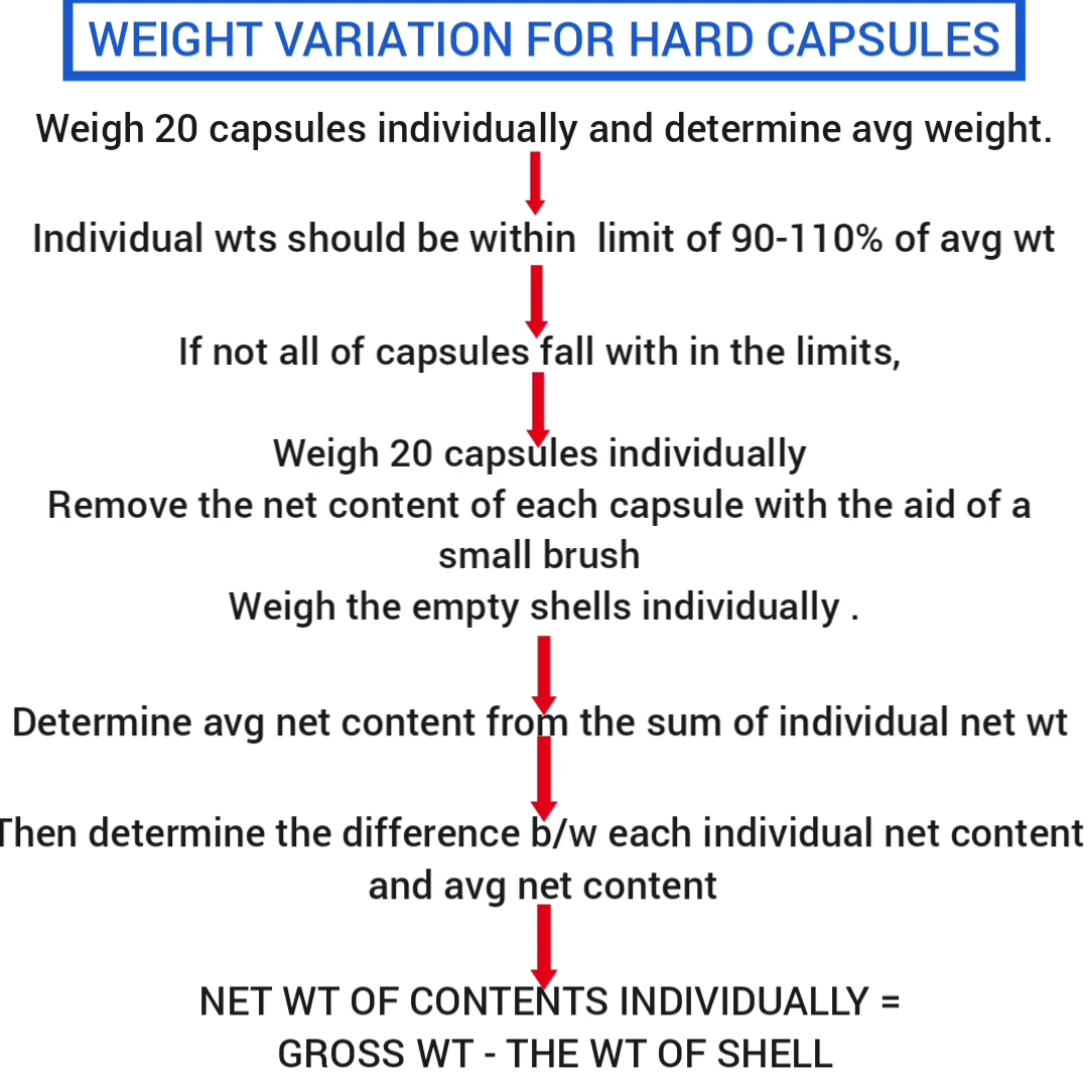 WEIGHT VARIATION FOR HARD CAPSULES
Weigh 20 capsules individually and determine avg weight.
Individual wts should be within limit of 90-110% of avg wt
If not all of capsules fall with in the limits,
Weigh 20 capsules individually
Remove the net content of each capsule with the aid of a
small brush
Weigh the empty shells individually .
Determine avg net content from the sum of individual net wt
Then determine the difference b/w each individual net content
and avg net content
NET WT OF CONTENTS INDIVIDUALLY =
GROSS WT - THE WT OF SHELL